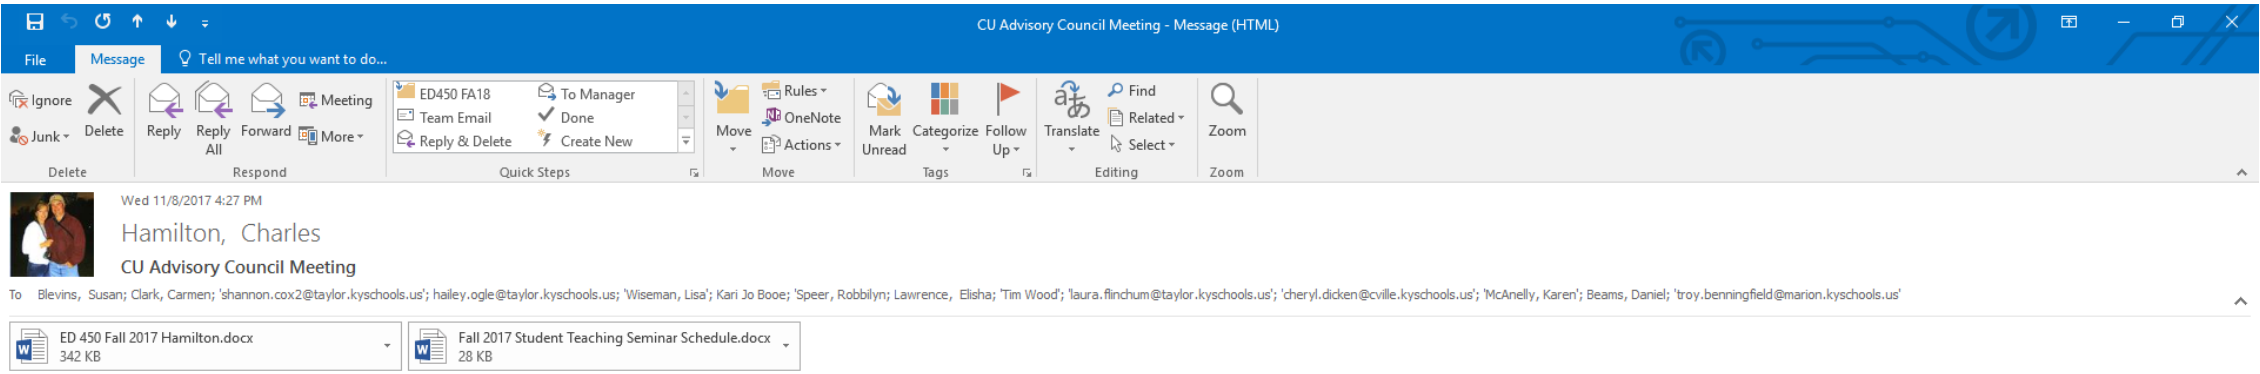 CU Advisory Council Meeting - Message (HTML)
File Message Tell me what you want to do...
Ignore
Junk
Delete
Delete
Reply
Reply All
Forward
Meeting
More
Respond
ED450 FA18
Team Email
Reply & Delete
To Manager
Done
Create New
Quick Steps
Move
Rules
OneNote
Actions
Move
Mark Unread
Categorize
Follow Up
Tags
Translate
Find
Related
Select
Editing
Zoom
Zoom
Wed 11/8/2017 4:27 PM
Hamilton, Charles
CU Advisory Council Meeting
To Blevins, Susan; Clark, Carmen; 'shannon.cox2@taylor.kyschools.us'; hailey.ogle@taylor.kyschools.us; 'Wiseman, Lisa'; Kari Jo Booe; 'Speer, Robbilyn; Lawrence, Elisha; 'Tim Wood'; 'laura.flinchum@taylor.kyschools.us'; 'cheryl.dicken@cville.kyschools.us'; 'McAnelly, Karen'; Beams, Daniel; 'troy.benningfield@marion.kyschools.us'
ED 450 Fall 2017 Hamilton.docx
342 KB
Fall 2017 Student Teaching Seminar Schedule.docx
28 KB